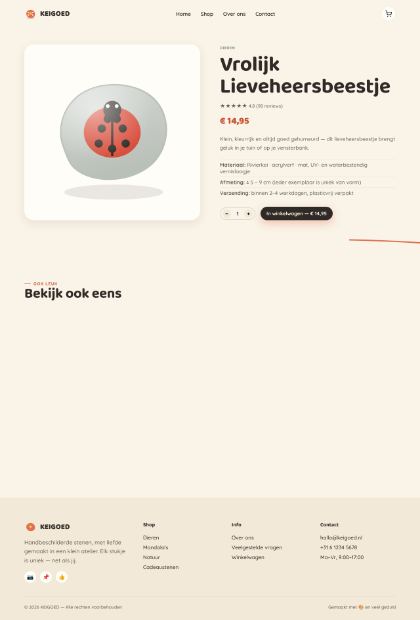 KEIGOED
Home Shop Over ons Contact
DIEREN
Vrolijk
Lieveheersbeestje
★★★★★ 4.8 (98 reviews)
€ 14,95
Klein, kleurrijk en altijd goed gehumeurd — dit lieveheersbeestje brengt
geluk in je tuin of op je vensterbank.
Materiaal: Rivierkei · acrylverf · mat, UV- en waterbestendig
vernislaagje
Afmeting: ± 5 – 9 cm (ieder exemplaar is uniek van vorm)
Verzending: binnen 2–4 werkdagen, plasticvrij verpakt
− 1 +
In winkelwagen — € 14,95
— OOK LEUK
Bekijk ook eens
KEIGOED
Handbeschilderde stenen, met liefde
gemaakt in een klein atelier. Elk stukje
is uniek — net als jij.
Shop
Dieren
Mandala's
Natuur
Cadeaustenen
Info
Over ons
Veelgestelde vragen
Winkelwagen
Contact
hallo@keigoed.nl
+31 6 1234 5678
Ma–Vr, 9:00–17:00
© 2026 KEIGOED — Alle rechten voorbehouden
Gemaakt met 🎨 en veel geduld